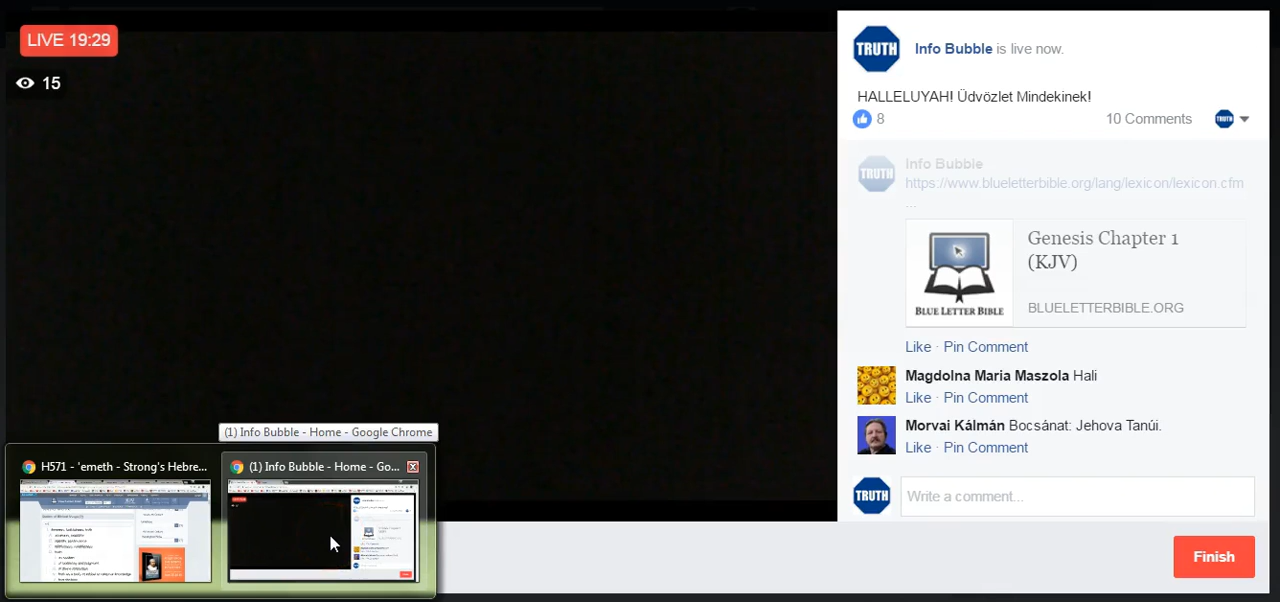 LIVE 19:29
15
TRUTH
Info Bubble is live now.
HALLELUYAH! Üdvözlet Mindekinek!
8
10 Comments
TRUTH
TRUTH
Info Bubble
https://www.blueletterbible.org/lang/lexicon/lexicon.cfm
...
Genesis Chapter 1
(KJV)
BLUE LETTER BIBLE
BLUELETTERBIBLE.ORG
Like · Pin Comment
Magdolna Maria Maszola Hali
Like · Pin Comment
Morvai Kálmán Bocsánat: Jehova Tanúi.
Like · Pin Comment
TRUTH
Write a comment...
Finish
(1) Info Bubble - Home - Google Chrome
H571 - 'emeth - Strong's Hebre...
(1) Info Bubble - Home - Go...